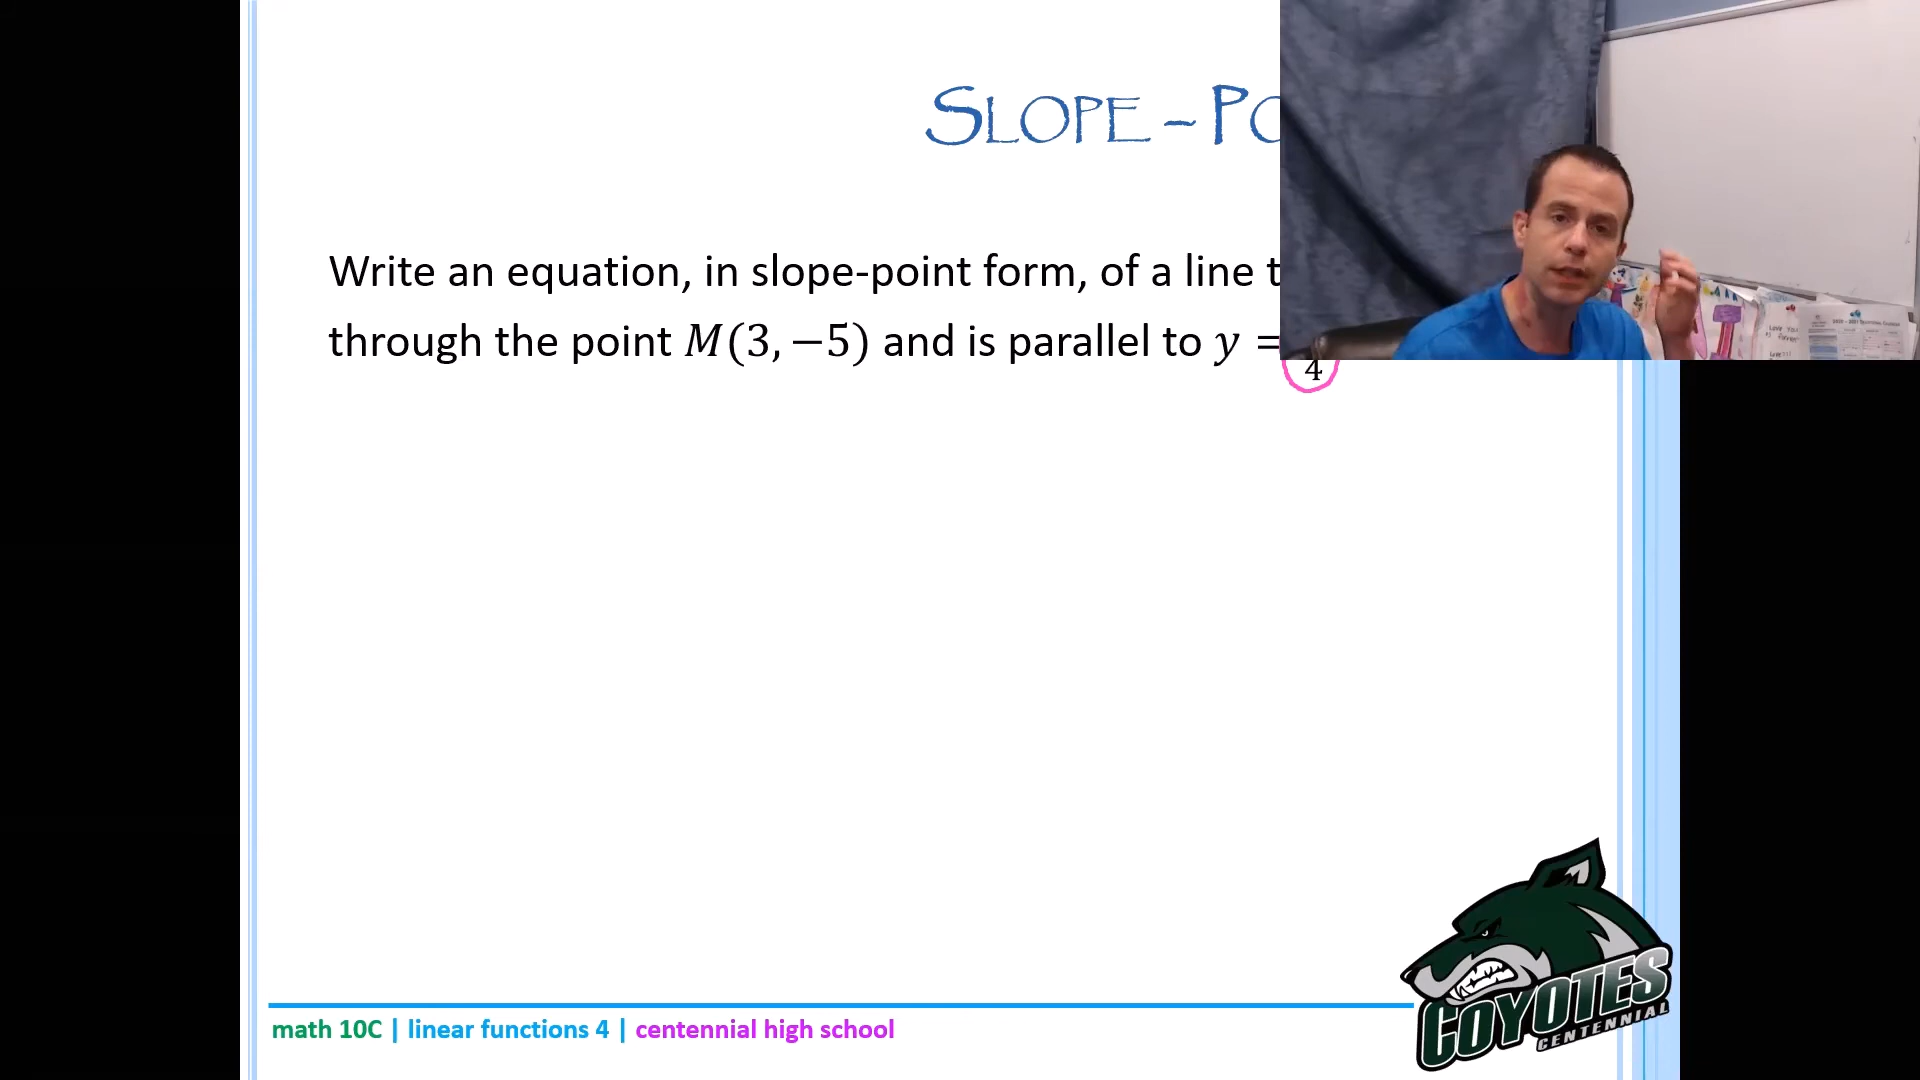 SLOPE – PO
Write an equation, in slope-point form, of a line t
through the point M(3, −5) and is parallel to y =
4
math 10C | linear functions 4 | centennial high school
COYOTES
CENTENNIAL